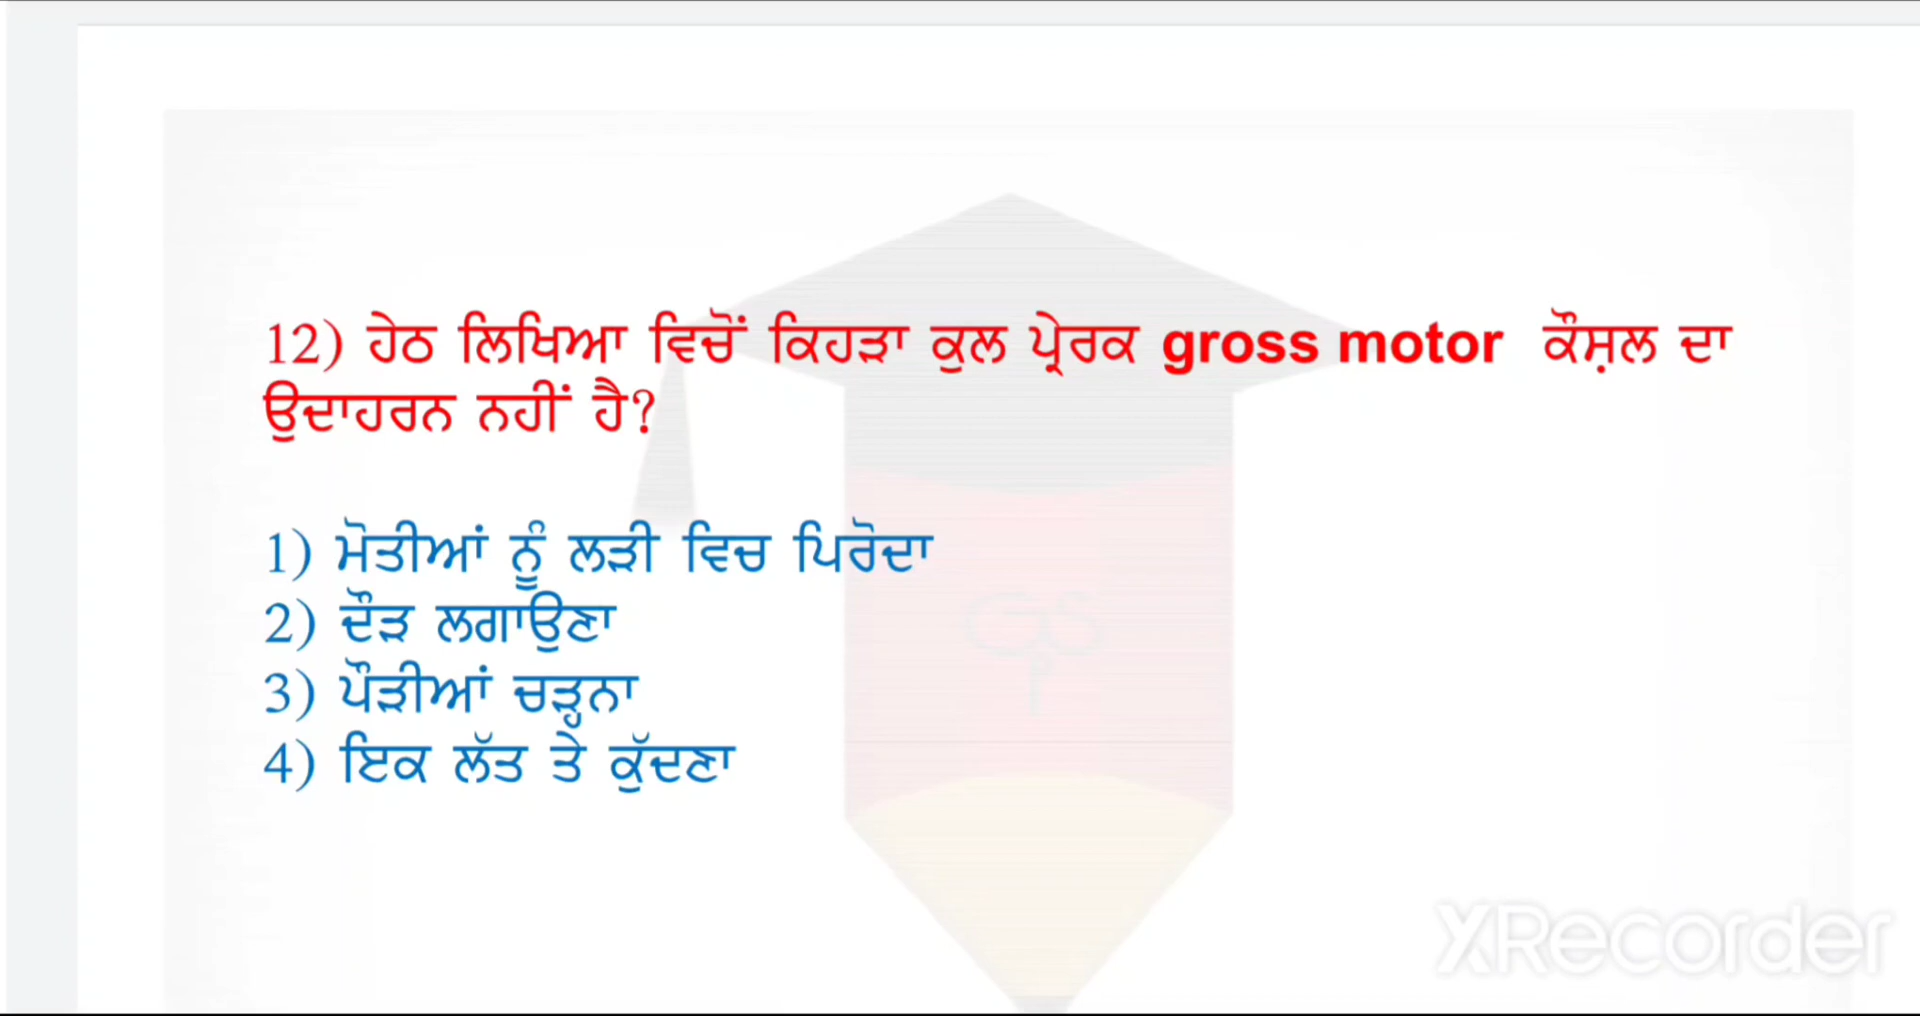 12) ਹੇਠ ਲਿਖਿਆ ਵਿਚੋਂ ਕਿਹੜਾ ਕੁਲ ਪ੍ਰੇਰਕ gross motor ਕੌਸ਼ਲ ਦਾ
ਉਦਾਹਰਨ ਨਹੀਂ ਹੈ?
1) ਮੋਤੀਆਂ ਨੂੰ ਲੜੀ ਵਿਚ ਪਿਰੋਦਾ
2) ਦੌੜ ਲਗਾਉਣਾ
3) ਪੌੜੀਆਂ ਚੜ੍ਹਨਾ
4) ਇਕ ਲੱਤ ਤੇ ਕੁੱਦਣਾ
XRecorder